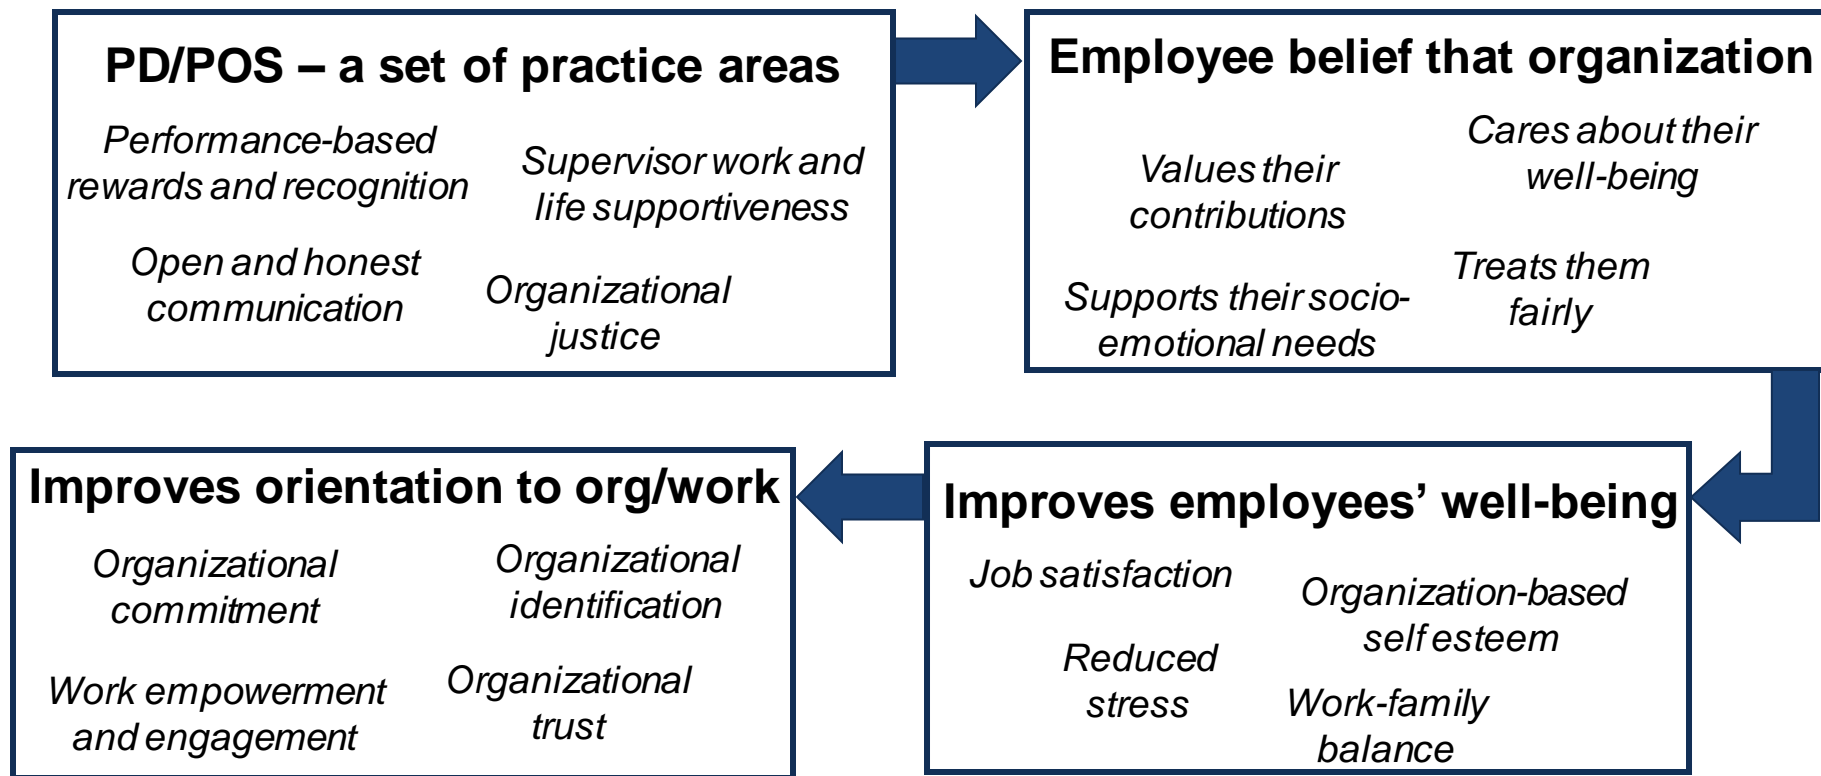 PD/POS – a set of practice areas
Performance-based
rewards and recognition
Supervisor work and
life supportiveness
Open and honest
communication
Organizational
justice
Employee belief that organization
Values their
contributions
Cares about their
well-being
Supports their socio-
emotional needs
Treats them
fairly
Improves employees’ well-being
Job satisfaction
Organization-based
self esteem
Reduced
stress
Work-family
balance
Improves orientation to org/work
Organizational
commitment
Organizational
identification
Work empowerment
and engagement
Organizational
trust